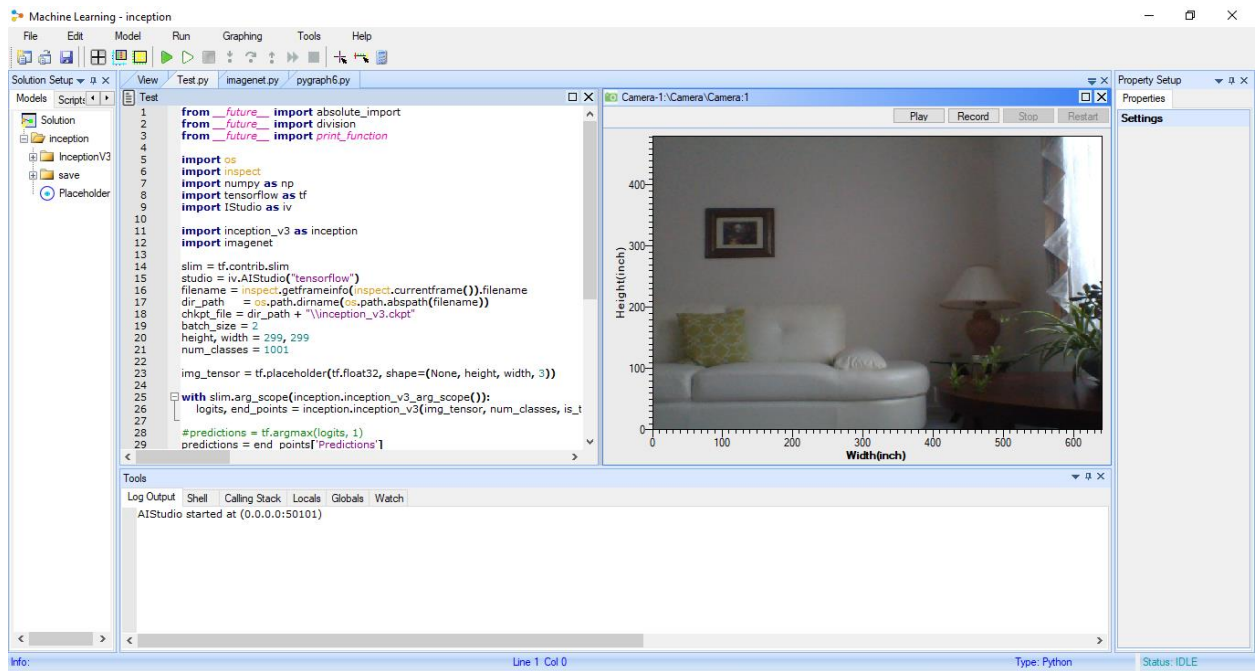 Machine Learning - inception
File Edit Model Run Graphing Tools Help
Solution Setup
Models Scripts
Solution
inception
InceptionV3
save
Placeholder
View Test.py imagenet.py pygraph6.py
Test
1 from __future__ import absolute_import
2 from __future__ import division
3 from __future__ import print_function
4
5 import os
6 import inspect
7 import numpy as np
8 import tensorflow as tf
9 import IStudio as iv
10
11 import inception_v3 as inception
12 import imagenet
13
14 slim = tf.contrib.slim
15 studio = iv.AIStudio("tensorflow")
16 filename = inspect.getframeinfo(inspect.currentframe()).filename
17 dir_path = os.path.dirname(os.path.abspath(filename))
18 chkpt_file = dir_path + "\\inception_v3.ckpt"
19 batch_size = 2
20 height, width = 299, 299
21 num_classes = 1001
22
23 img_tensor = tf.placeholder(tf.float32, shape=(None, height, width, 3))
24
25 with slim.arg_scope(inception.inception_v3_arg_scope()):
26 logits, end_points = inception.inception_v3(img_tensor, num_classes, is_t
27
28 #predictions = tf.argmax(logits, 1)
29 predictions = end_points['Predictions']
Camera-1:\Camera\Camera:1
Play Record Stop Restart
400
300
200
100
0
Height(inch)
0 100 200 300 400 500 600
Width(inch)
Property Setup
Properties
Settings
Tools
Log Output Shell Calling Stack Locals Globals Watch
AIStudio started at (0.0.0.0:50101)
Info: Line 1 Col 0 Type: Python Status: IDLE